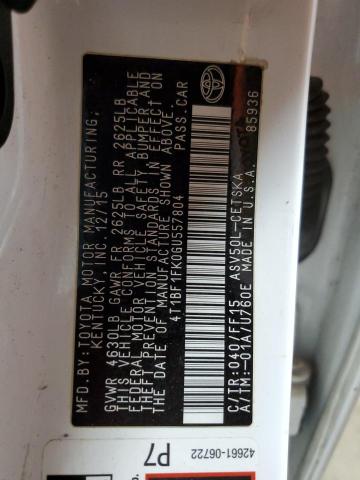 MFD. BY: TOYOTA MOTOR MANUFACTURING,
KENTUCKY, INC. 12/15
GVWR 4630LB GAWR FR 2625LB RR 2625LB
THIS VEHICLE CONFORMS TO ALL APPLICABLE
FEDERAL MOTOR VEHICLE SAFETY, BUMPER, AND
THEFT PREVENTION STANDARDS IN EFFECT ON
THE DATE OF MANUFACTURE SHOWN ABOVE.
4T1BF1FK0GU557804 PASS.CAR
C/TR:040/FF15 ASV50L-CETSKA
A/TM:-01A/U760E MADE IN U.S.A.
85936
42661-06722
P7